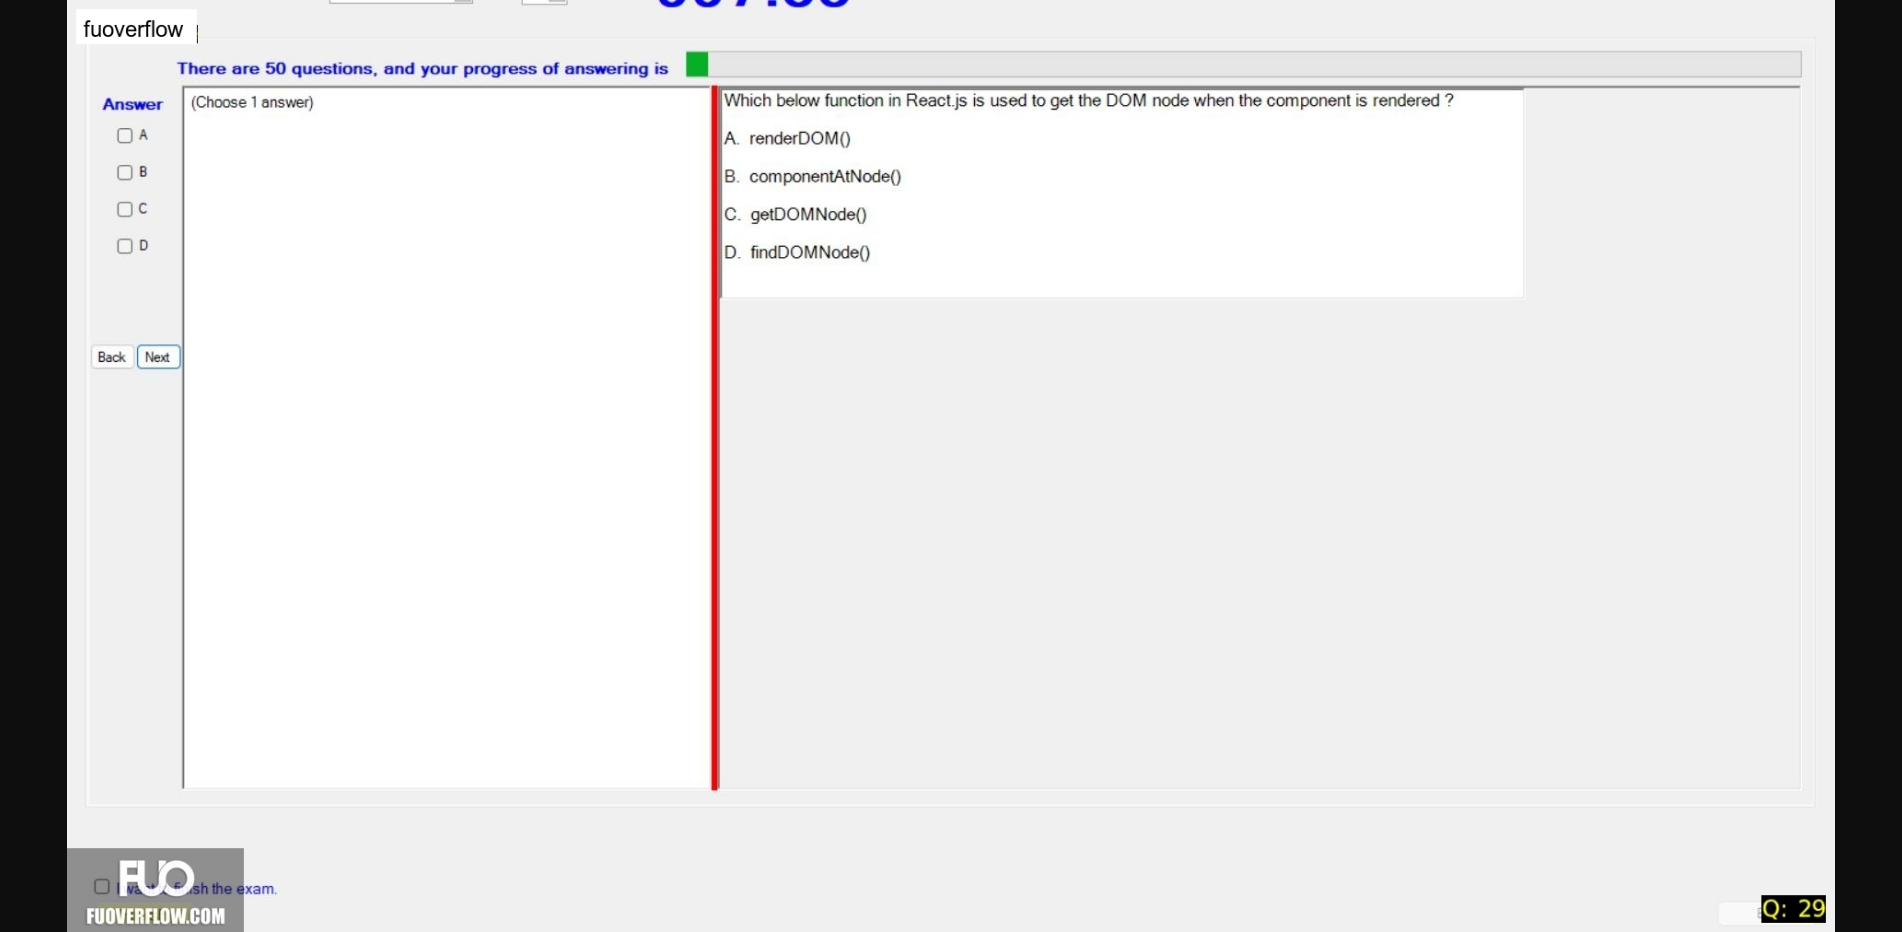 fuoverflow
There are 50 questions, and your progress of answering is
Answer
(Choose 1 answer)
A
B
C
D
Back
Next
Which below function in React.js is used to get the DOM node when the component is rendered ?
A. renderDOM()
B. componentAtNode()
C. getDOMNode()
D. findDOMNode()
FUO
sh the exam.
FUOVERFLOW.COM
Q: 29